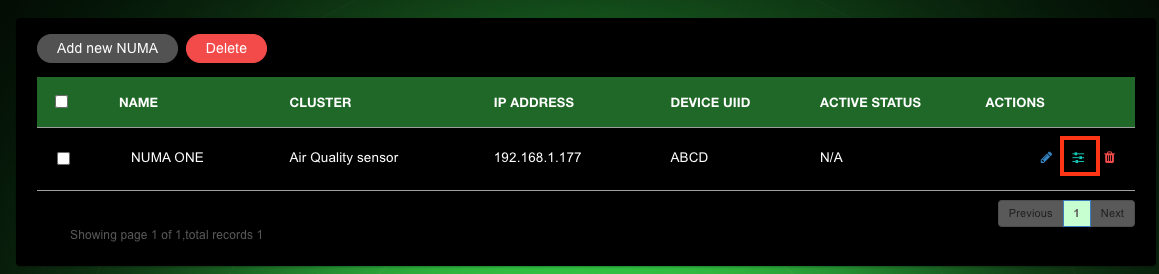 Add new NUMA Delete
NAME CLUSTER IP ADDRESS DEVICE UIID ACTIVE STATUS ACTIONS
NUMA ONE Air Quality sensor 192.168.1.177 ABCD N/A
Previous 1 Next
Showing page 1 of 1,total records 1